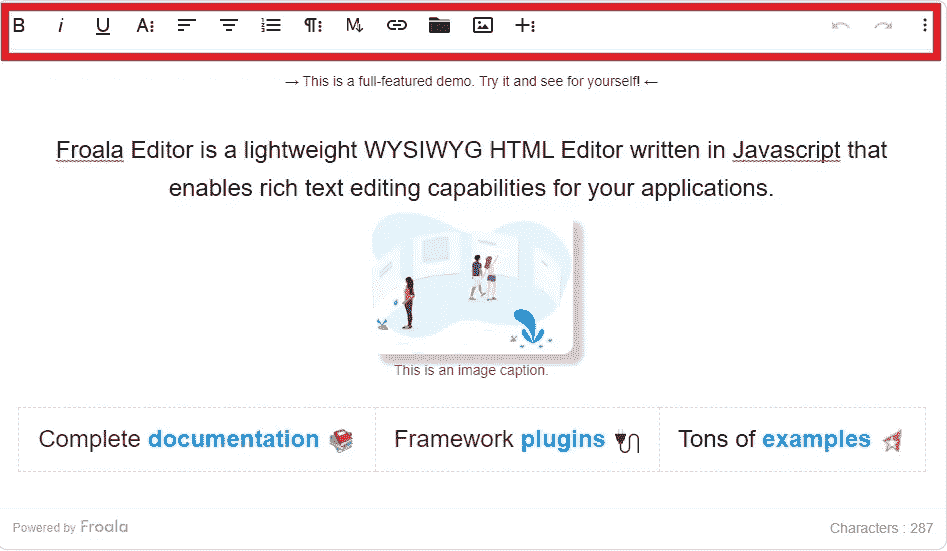 → This is a full-featured demo. Try it and see for yourself! ←
Froala Editor is a lightweight WYSIWYG HTML Editor written in Javascript that
enables rich text editing capabilities for your applications.
This is an image caption.
Complete documentation Framework plugins Tons of examples
Powered by Froala Characters : 287